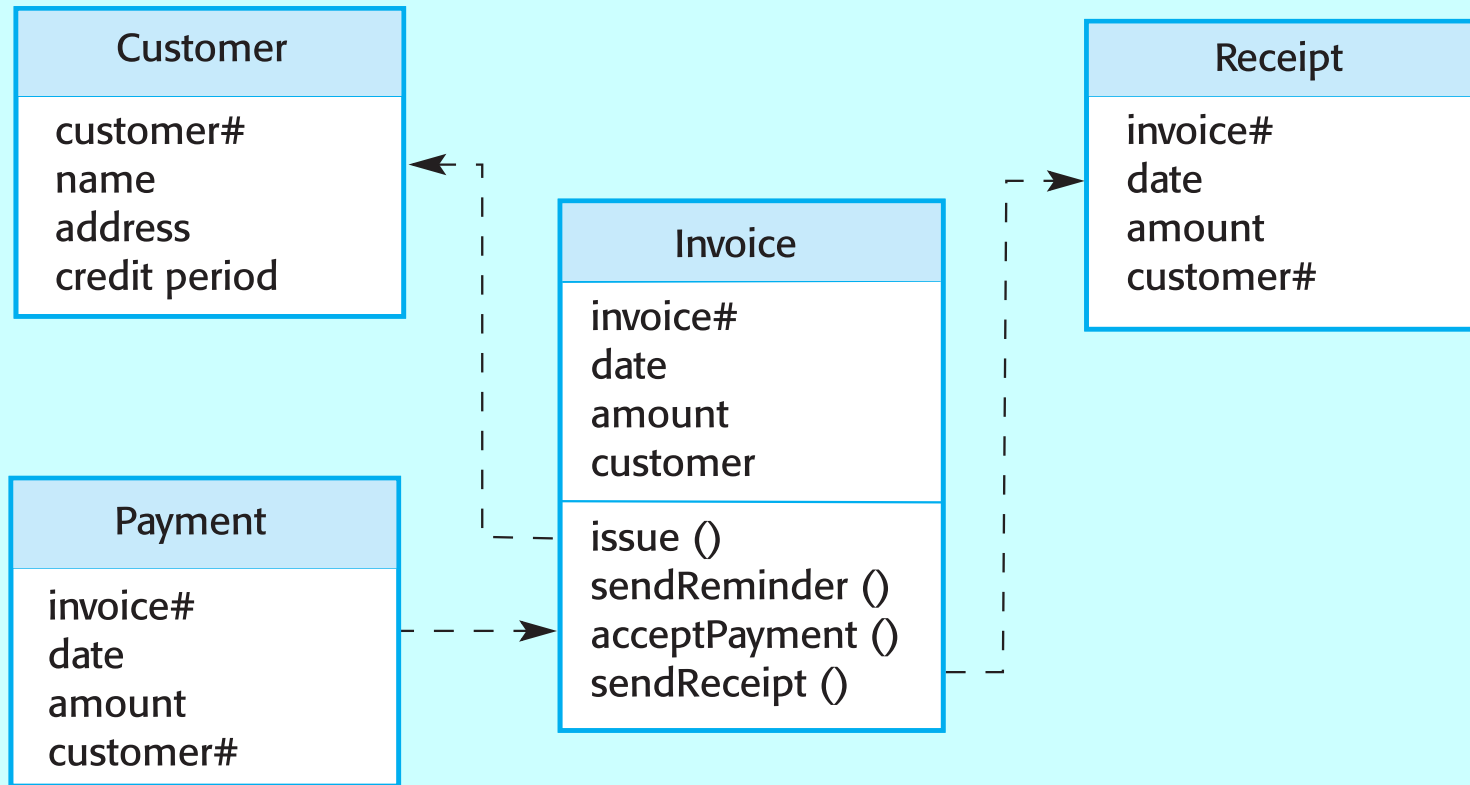 Customer
customer#
name
address
credit period
Payment
invoice#
date
amount
customer#
Invoice
invoice#
date
amount
customer
issue ()
sendReminder ()
acceptPayment ()
sendReceipt ()
Receipt
invoice#
date
amount
customer#